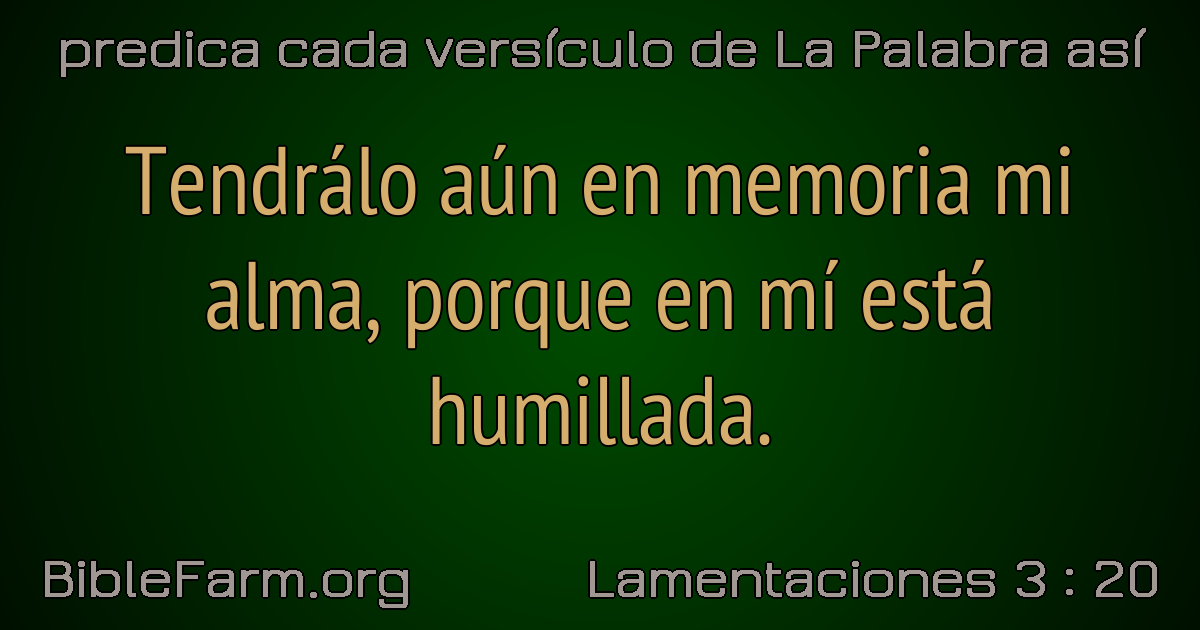 predica cada versículo de La Palabra así
Tendrálo aún en memoria mi
alma, porque en mí está
humillada.
BibleFarm.org
Lamentaciones 3 : 20